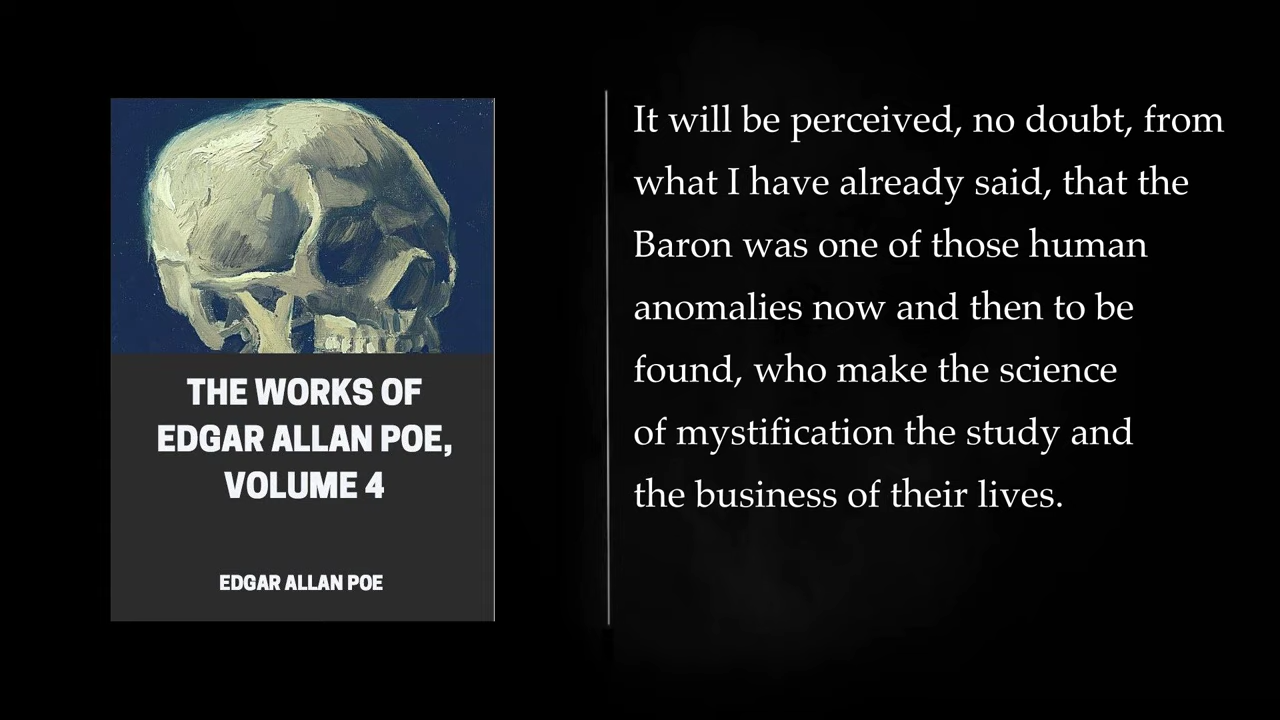 THE WORKS OF
EDGAR ALLAN POE,
VOLUME 4
EDGAR ALLAN POE
It will be perceived, no doubt, from
what I have already said, that the
Baron was one of those human
anomalies now and then to be
found, who make the science
of mystification the study and
the business of their lives.